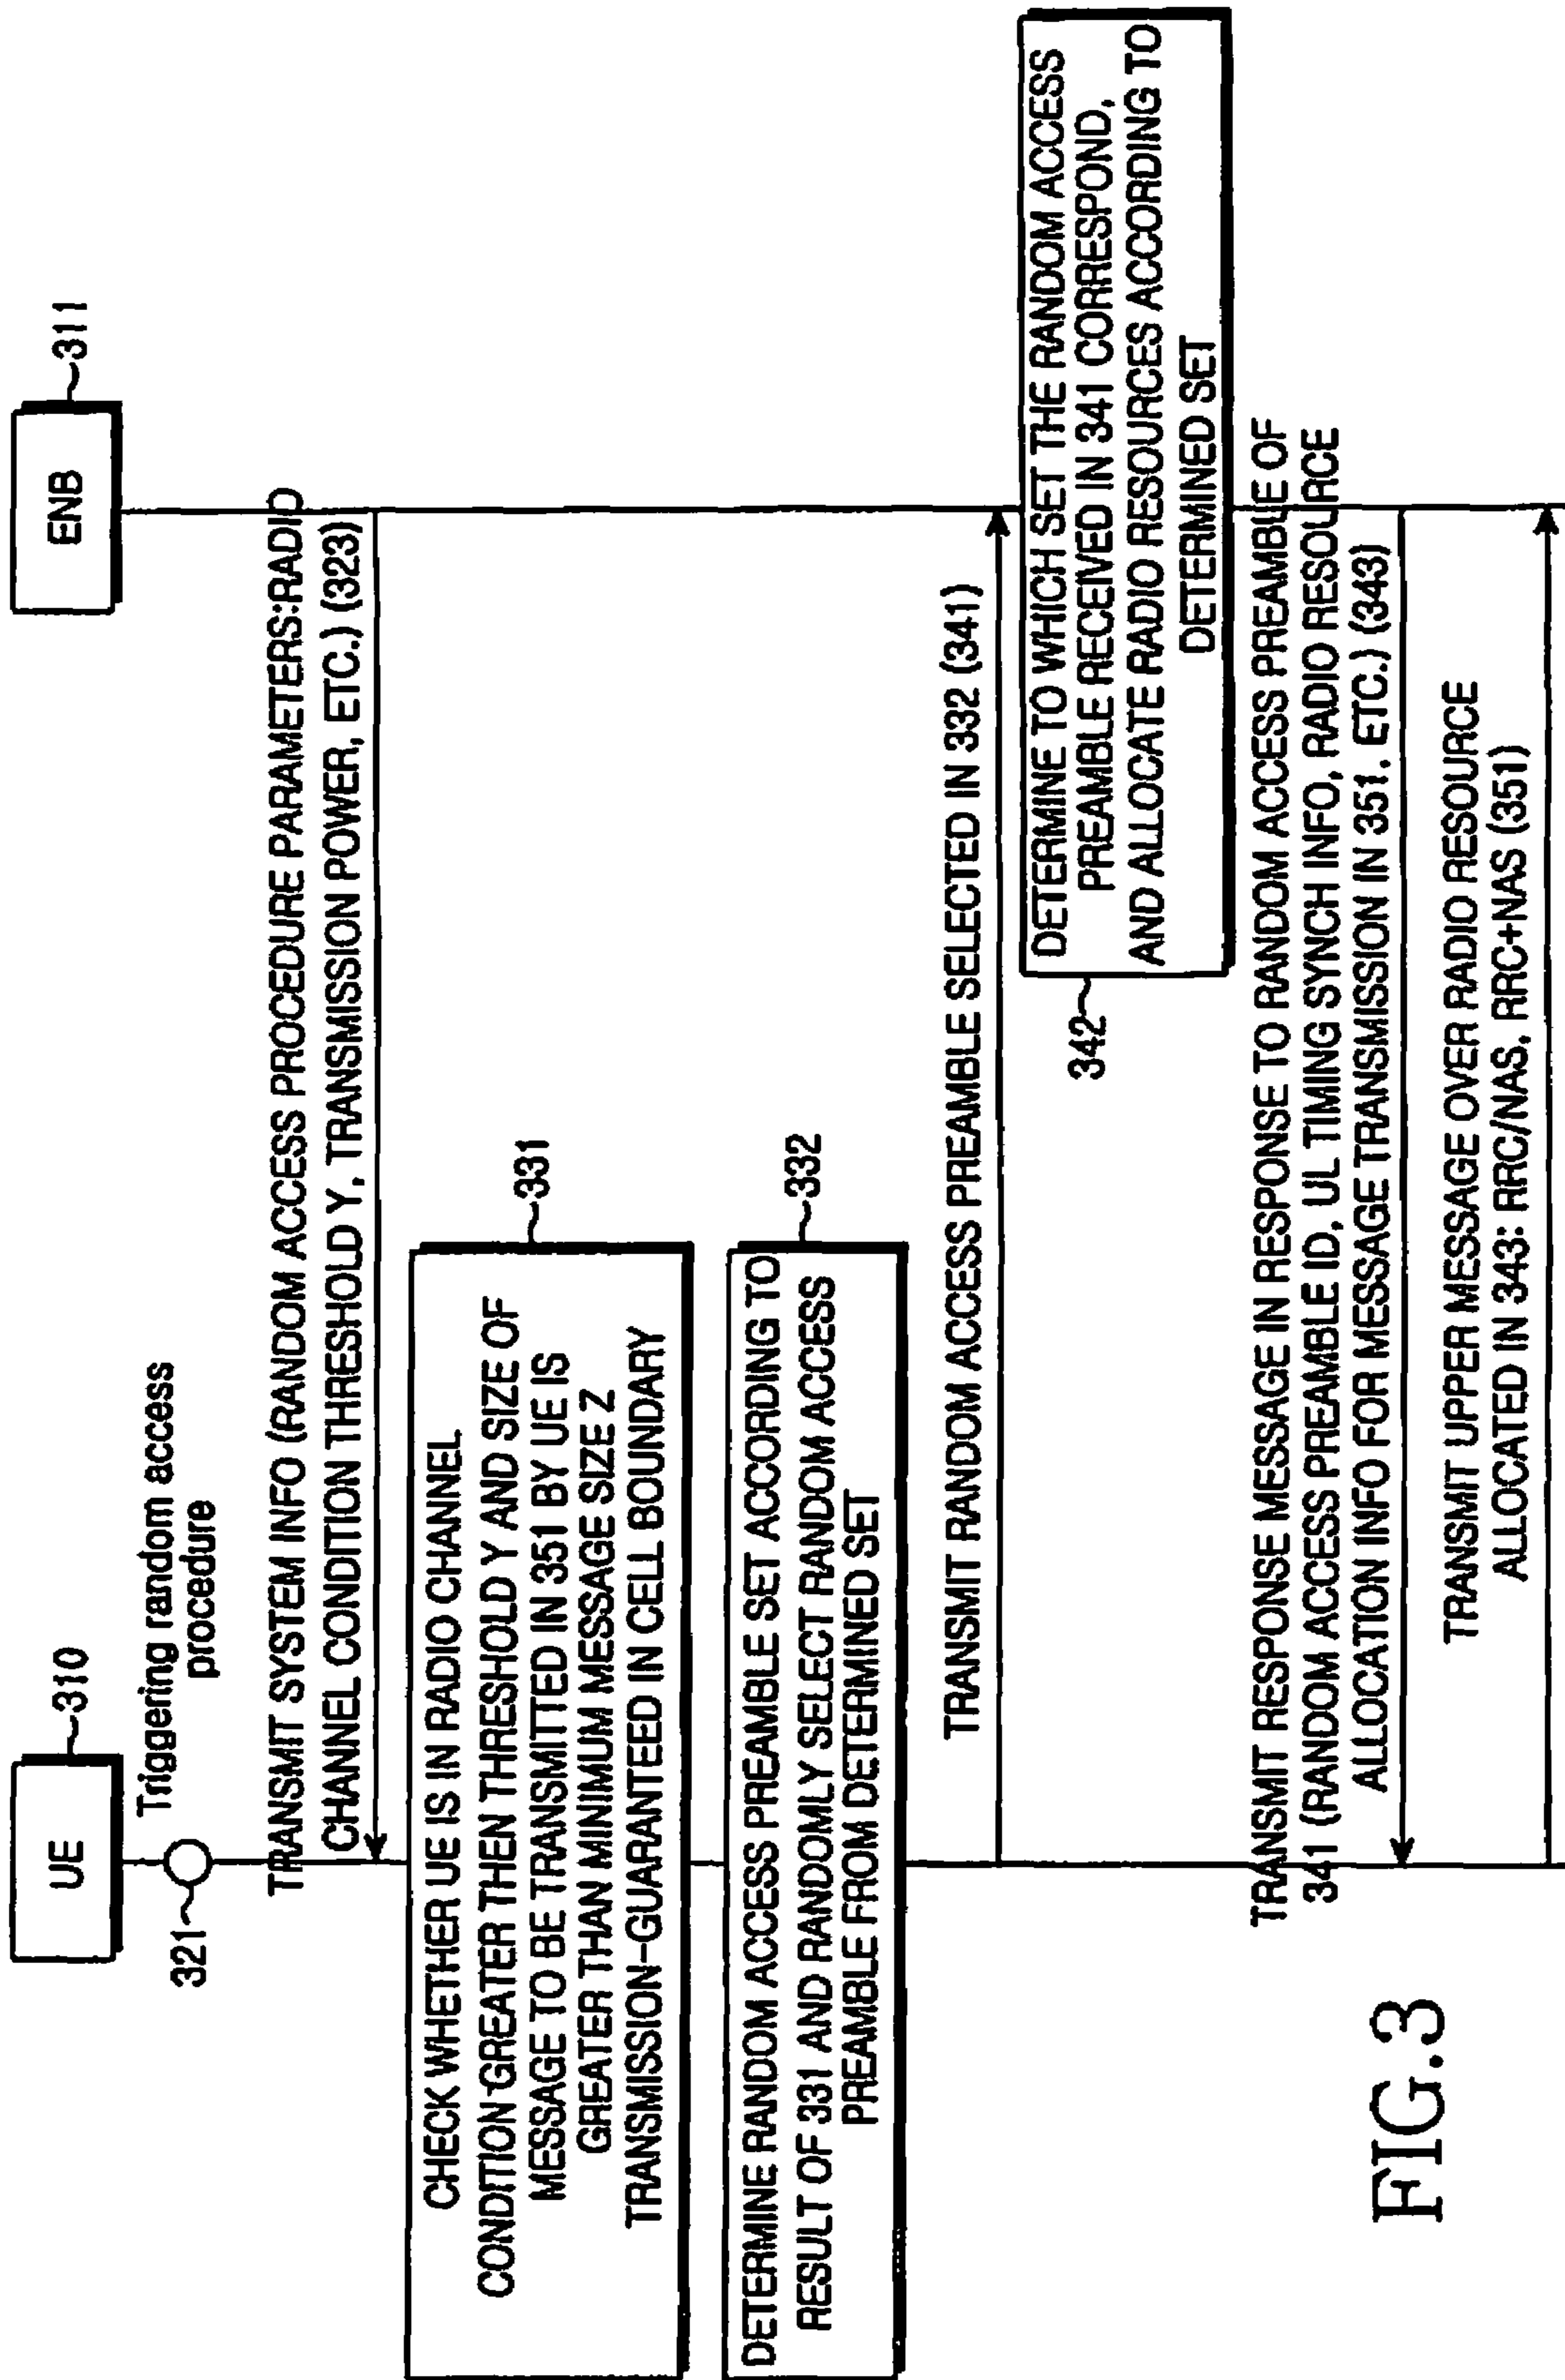 UE
310
ENB
311
321
Triggering random access
procedure
TRANSMIT SYSTEM INFO (RANDOM ACCESS PROCEDURE PARAMETERS:RADIO
CHANNEL CONDITION THRESHOLD Y, TRANSMISSION POWER, ETC.) (323)
CHECK WHETHER UE IS IN RADIO CHANNEL
CONDITION GREATER THEN THRESHOLD Y AND SIZE OF
MESSAGE TO BE TRANSMITTED IN 351 BY UE IS
GREATER THAN MINIMUM MESSAGE SIZE Z
TRANSMISSION-GUARANTED IN CELL BOUNDARY
331
DETERMINE RANDOM ACCESS PREAMBLE SET ACCORDING TO
RESULT OF 331 AND RANDOMLY SELECT RANDOM ACCESS
PREAMBLE FROM DETERMINED SET
332
TRANSMIT RANDOM ACCESS PREAMBLE SELECTED IN 332 (341)
342
DETERMINE TO WHICH SET THE RANDOM ACCESS
PREAMBLE RECEIVED IN 341 CORRESPOND,
AND ALLOCATE RADIO RESOURCES ACCORDING TO
DETERMINED SET
TRANSMIT RESPONSE MESSAGE IN RESPONSE TO RANDOM ACCESS PREAMBLE OF
341 (RANDOM ACCESS PREAMBLE ID, UL TIMING SYNCH INFO, RADIO RESOURCE
ALLOCATION INFO FOR MESSAGE TRANSMISSION IN 351. ETC.) (343)
TRANSMIT UPPER MESSAGE OVER RADIO RESOURCE
ALLOCATED IN 343: RRC/NAS, RRC+NAS (351)
FIG.3